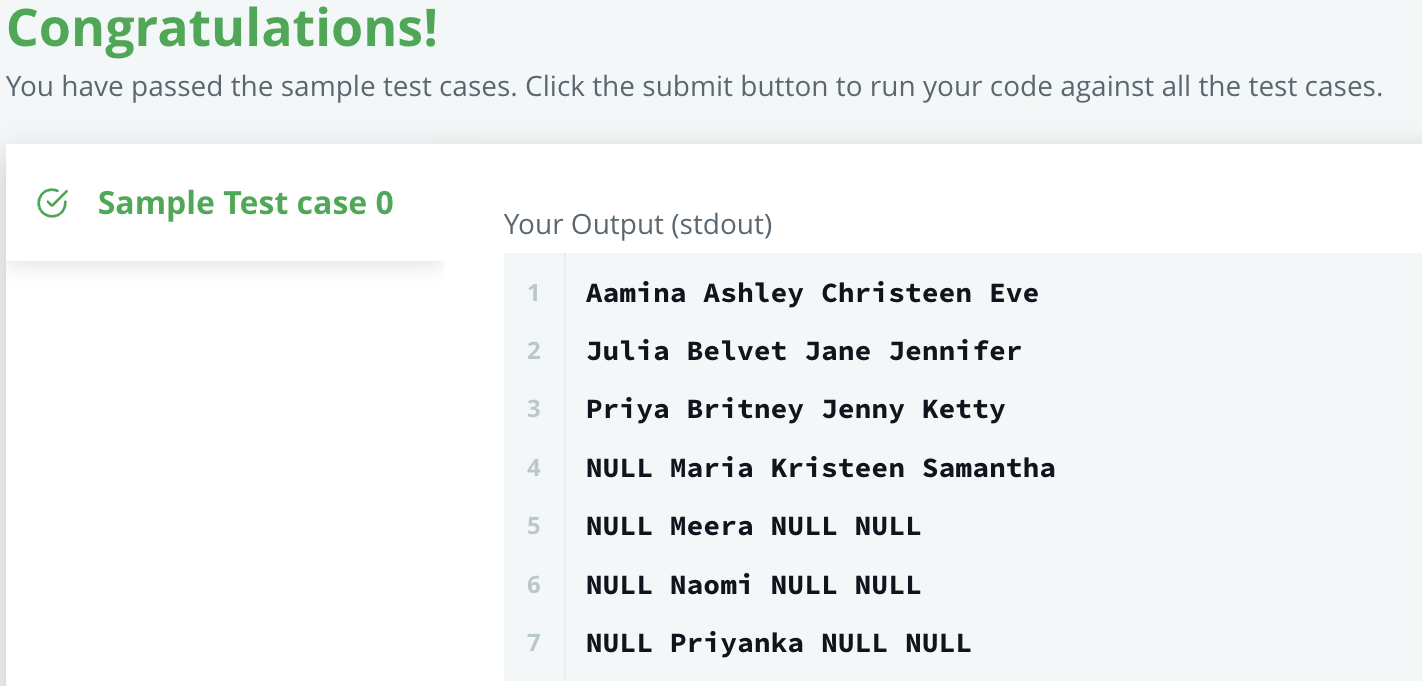 Congratulations!
You have passed the sample test cases. Click the submit button to run your code against all the test cases.
Sample Test case 0
Your Output (stdout)
1 Aamina Ashley Christeen Eve
2 Julia Belvet Jane Jennifer
3 Priya Britney Jenny Ketty
4 NULL Maria Kristeen Samantha
5 NULL Meera NULL NULL
6 NULL Naomi NULL NULL
7 NULL Priyanka NULL NULL